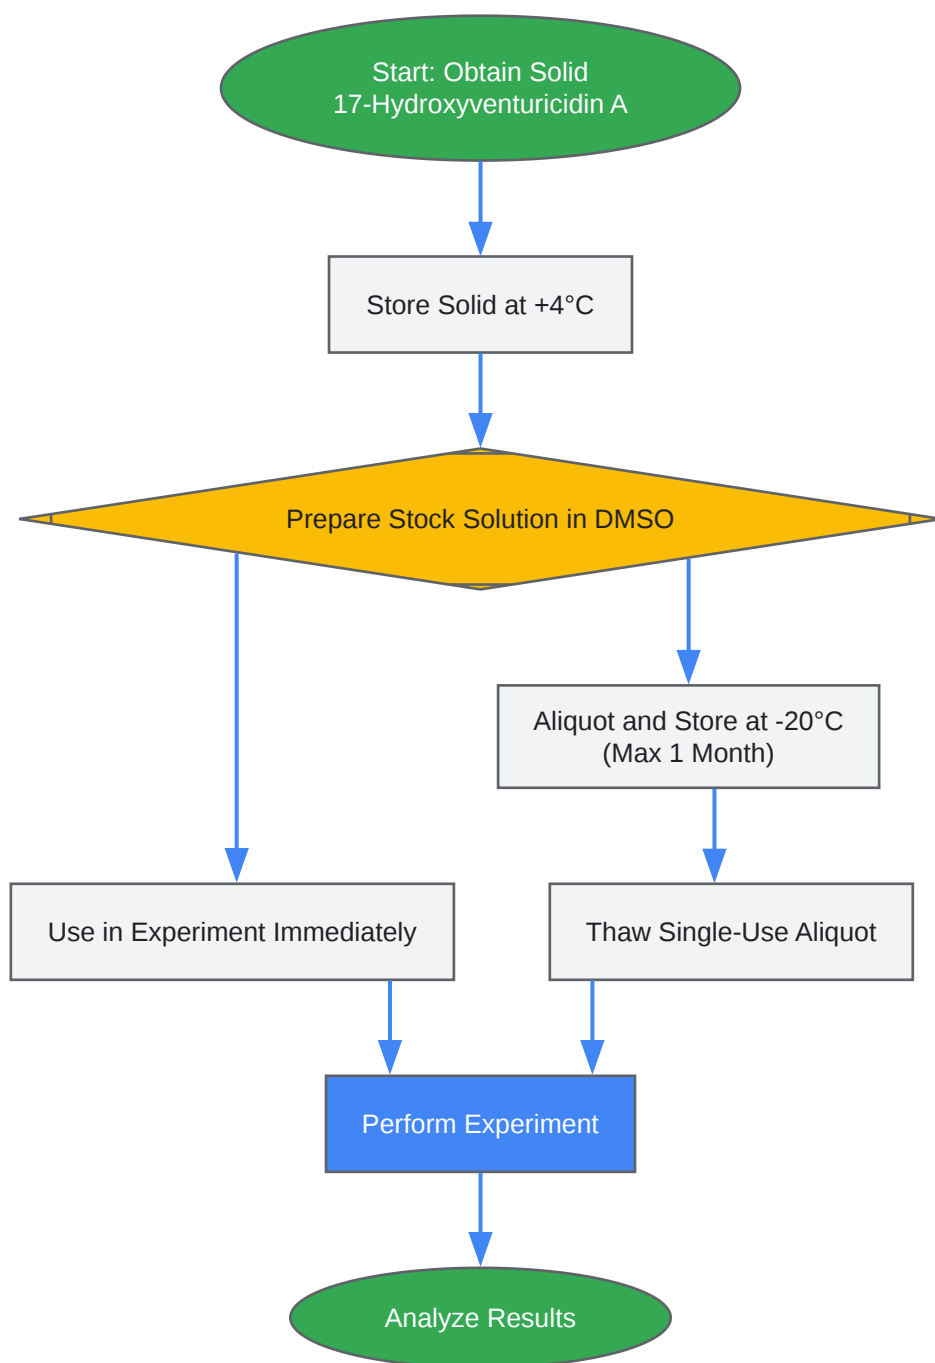 Start: Obtain Solid
17-Hydroxyventuricidin A
Store Solid at +4°C
Prepare Stock Solution in DMSO
Aliquot and Store at -20°C
(Max 1 Month)
Use in Experiment Immediately
Thaw Single-Use Aliquot
Perform Experiment
Analyze Results